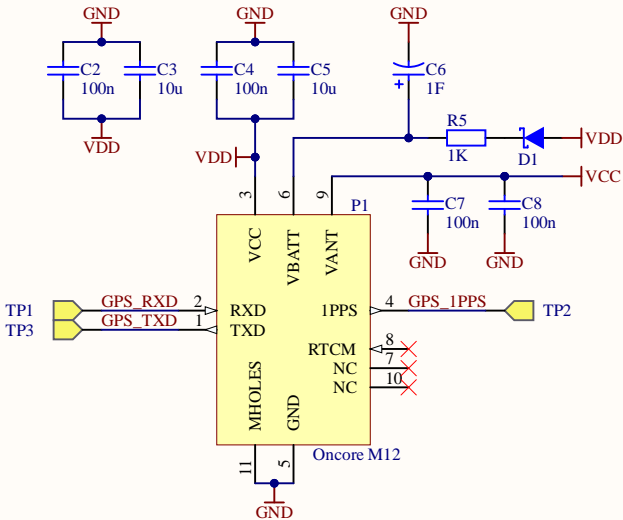 GND
GND
GND
C2
100n
C3
10u
C4
100n
C5
10u
C6
1F
+
VDD
VDD
R5
1K
D1
VDD
VCC
3
6
9
P1
C7
100n
C8
100n
GND
GND
VCC
VBATT
VANT
TP1
GPS_RXD
2
RXD
1PPS
4
GPS_1PPS
TP2
TP3
GPS_TXD
1
TXD
RTCM
8
NC
7
NC
10
MHOLES
GND
11
5
Oncore M12
GND